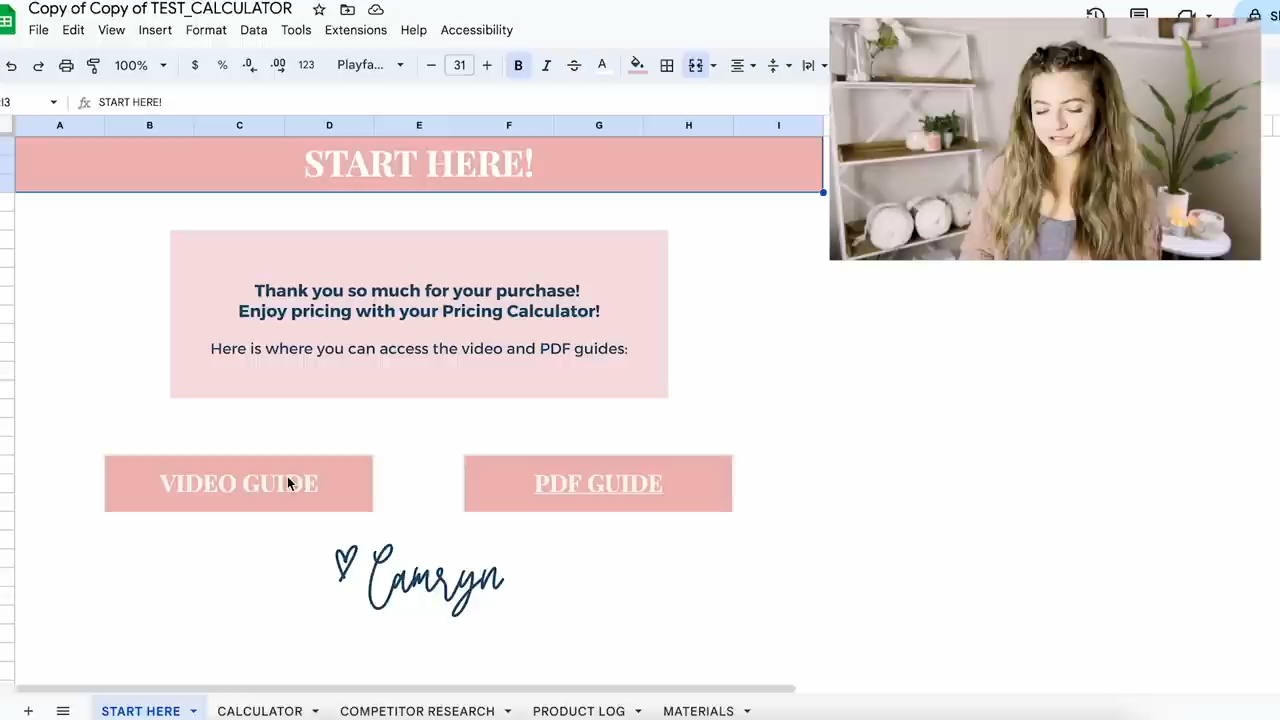 Copy of Copy of TEST_CALCULATOR
File Edit View Insert Format Data Tools Extensions Help Accessibility
100% $ % .0 .00 123 Playfa... 31 B I A
I3 fx START HERE!
A B C D E F G H I
START HERE!
Thank you so much for your purchase!
Enjoy pricing with your Pricing Calculator!
Here is where you can access the video and PDF guides:
VIDEO GUIDE PDF GUIDE
Camryn
START HERE CALCULATOR COMPETITOR RESEARCH PRODUCT LOG MATERIALS